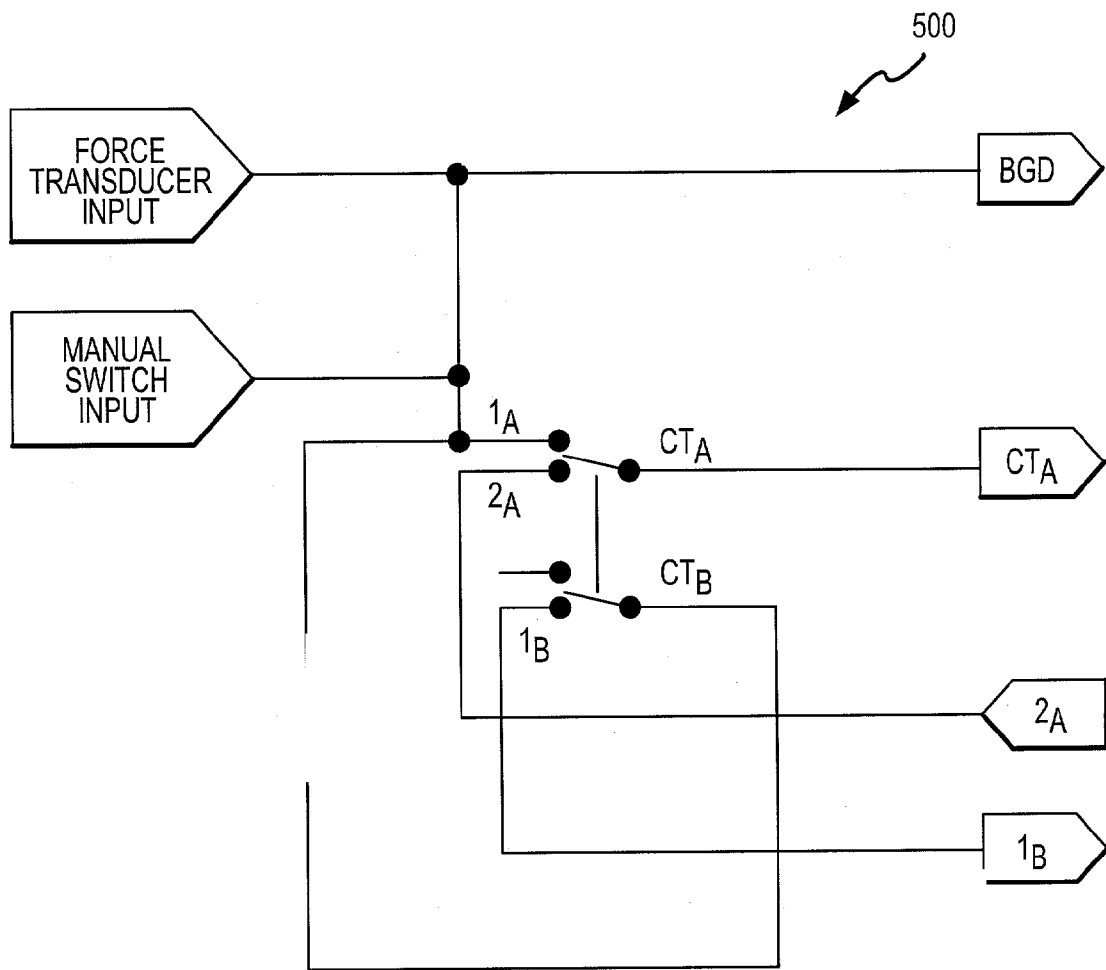 500
FORCE
TRANSDUCER
INPUT
BGD
MANUAL
SWITCH
INPUT
1A
CTA
CTA
2A
CTB
1B
2A
1B